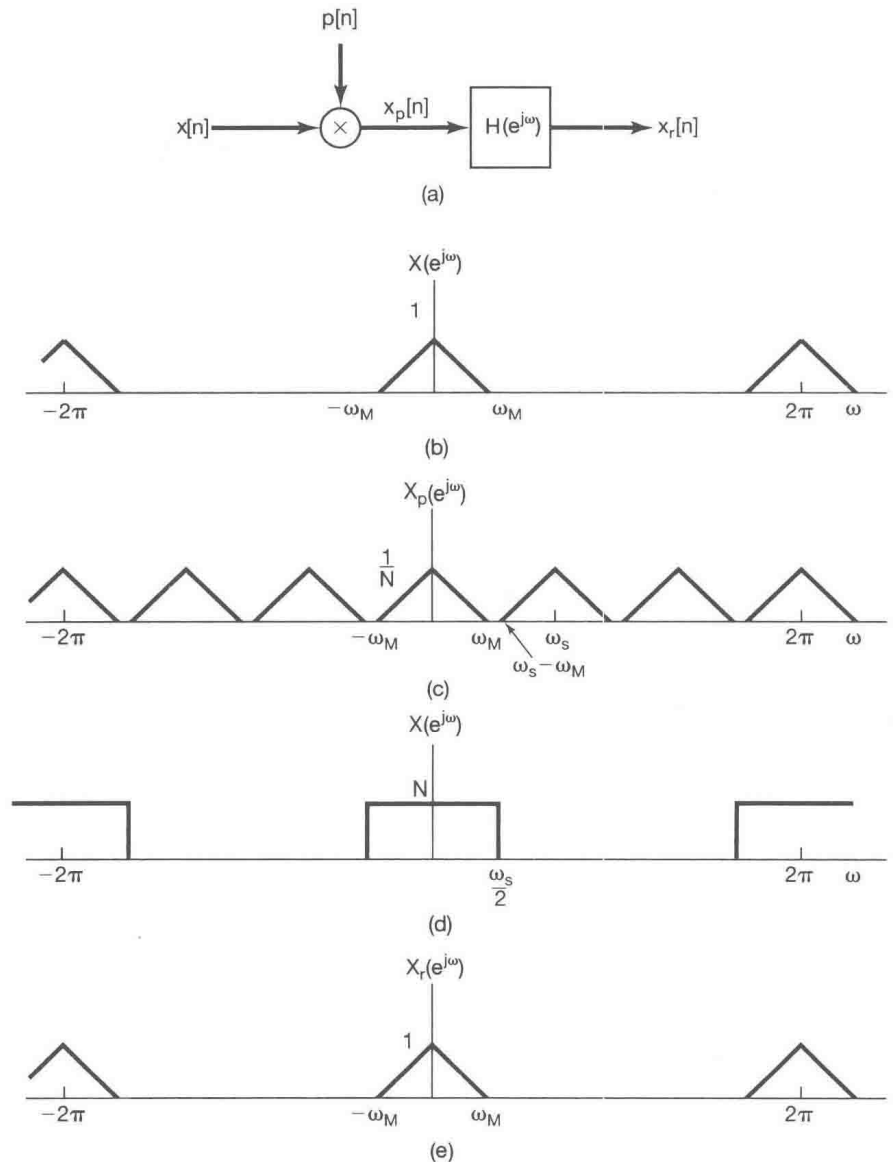 p[n]
x[n]
×
x_p[n]
H(e^{jω})
x_r[n]
(a)
X(e^{jω})
1
−2π −ω_M ω_M 2π ω
(b)
X_p(e^{jω})
1/N
−2π −ω_M ω_M ω_s 2π ω
ω_s−ω_M
(c)
X(e^{jω})
N
−2π ω_s/2 2π ω
(d)
X_r(e^{jω})
1
−2π −ω_M ω_M 2π
(e)